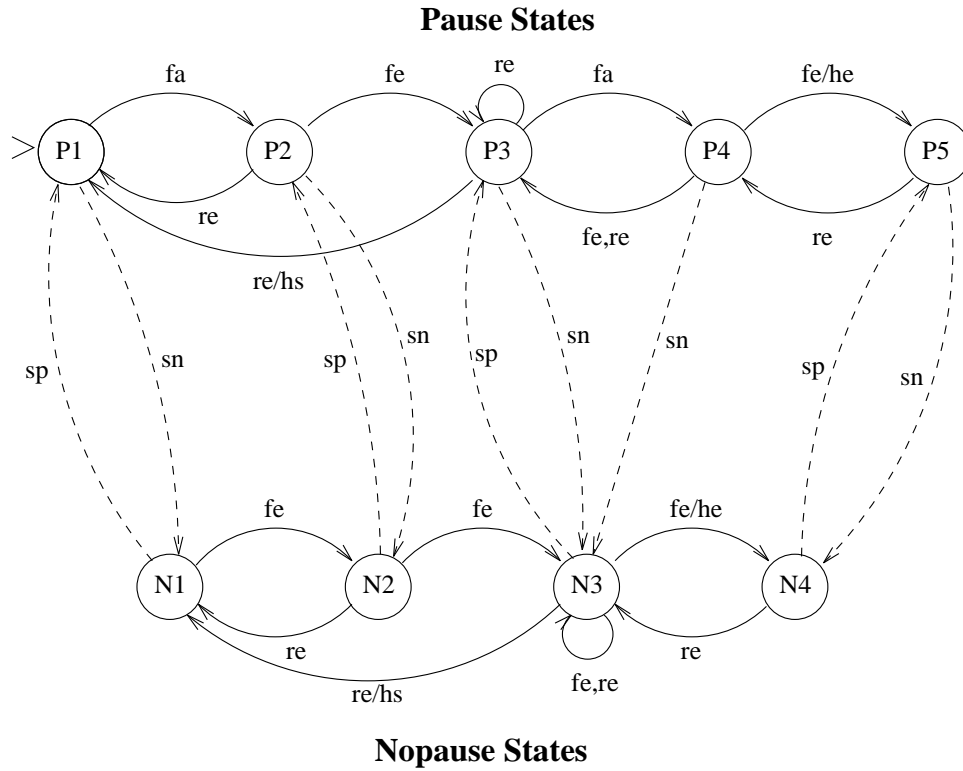 Pause States
re
fa
fe
fa
fe/he
> P1
P2
P3
P4
P5
re
fe,re
re
re/hs
sp
sn
sp
sn
sp
sn
sn
sp
sn
fe
fe
fe/he
N1
N2
N3
N4
re
re
re/hs
fe,re
Nopause States